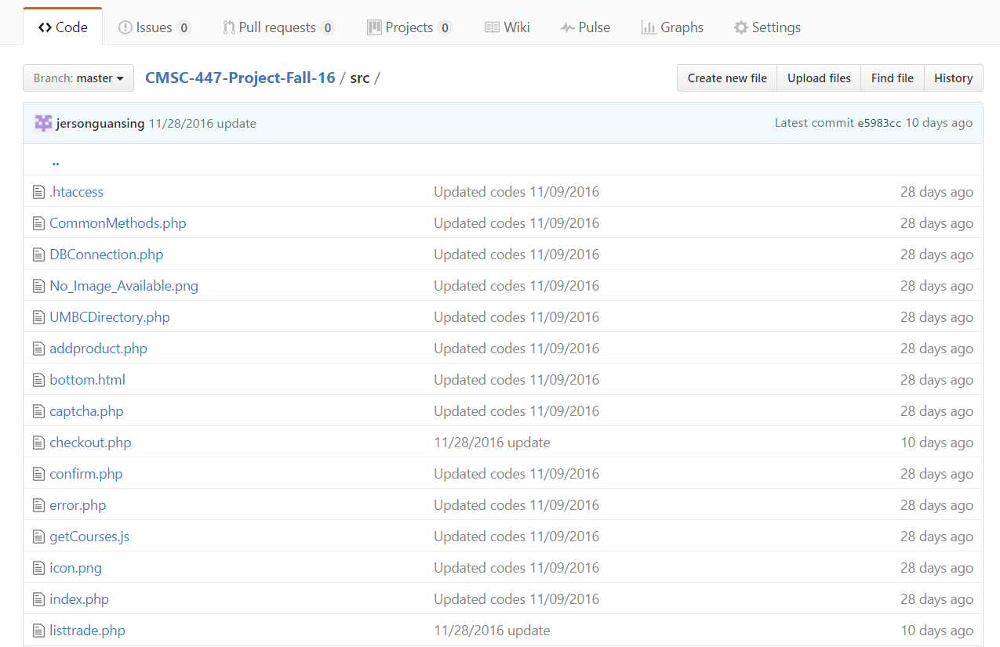 Code Issues 0 Pull requests 0 Projects 0 Wiki Pulse Graphs Settings
Branch: master CMSC-447-Project-Fall-16 / src / Create new file Upload files Find file History
jersonguansing 11/28/2016 update Latest commit e5983cc 10 days ago
..
.htaccess Updated codes 11/09/2016 28 days ago
CommonMethods.php Updated codes 11/09/2016 28 days ago
DBConnection.php Updated codes 11/09/2016 28 days ago
No_Image_Available.png Updated codes 11/09/2016 28 days ago
UMBCDirectory.php Updated codes 11/09/2016 28 days ago
addproduct.php Updated codes 11/09/2016 28 days ago
bottom.html Updated codes 11/09/2016 28 days ago
captcha.php Updated codes 11/09/2016 28 days ago
checkout.php 11/28/2016 update 10 days ago
confirm.php Updated codes 11/09/2016 28 days ago
error.php Updated codes 11/09/2016 28 days ago
getCourses.js Updated codes 11/09/2016 28 days ago
icon.png Updated codes 11/09/2016 28 days ago
index.php Updated codes 11/09/2016 28 days ago
listtrade.php 11/28/2016 update 10 days ago